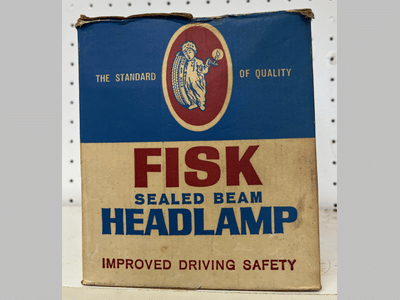 THE STANDARD OF QUALITY
FISK
SEALED BEAM
HEADLAMP
IMPROVED DRIVING SAFETY